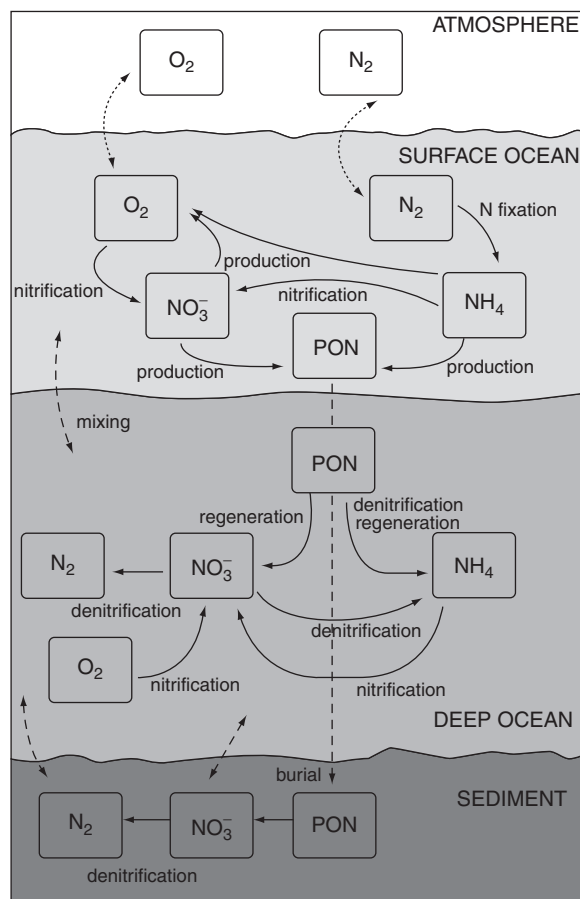 ATMOSPHERE
O₂
N₂
SURFACE OCEAN
O₂
N₂
N fixation
production
nitrification
nitrification
NO₃⁻
NH₄
PON
production
production
mixing
PON
regeneration
denitrification
regeneration
N₂
NO₃⁻
NH₄
denitrification
denitrification
O₂
nitrification
nitrification
DEEP OCEAN
burial
SEDIMENT
N₂
NO₃⁻
PON
denitrification